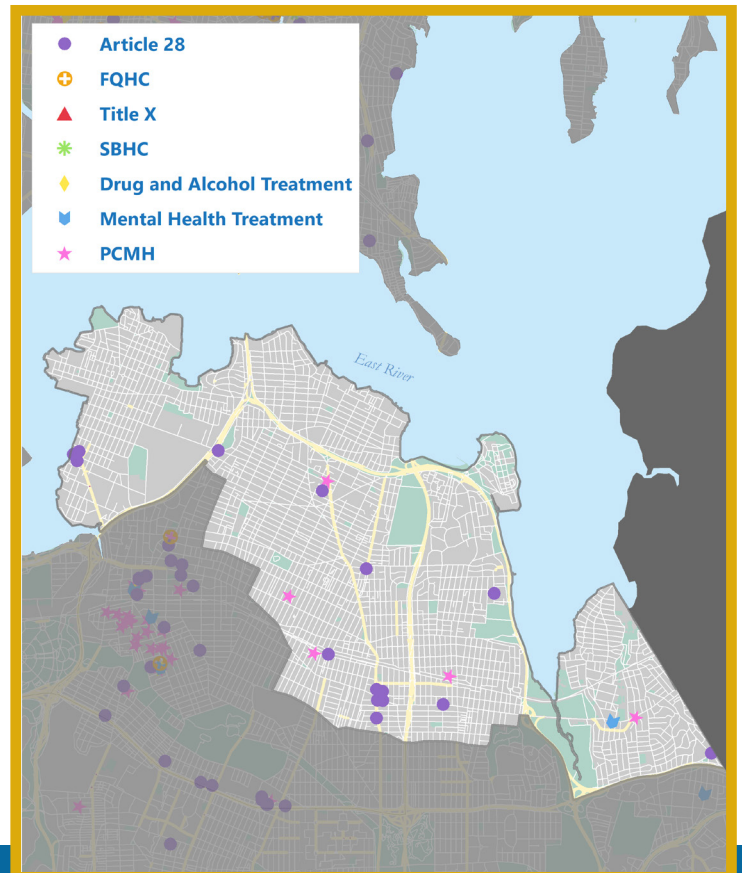 Article 28
FQHC
Title X
SBHC
Drug and Alcohol Treatment
Mental Health Treatment
PCMH
East River